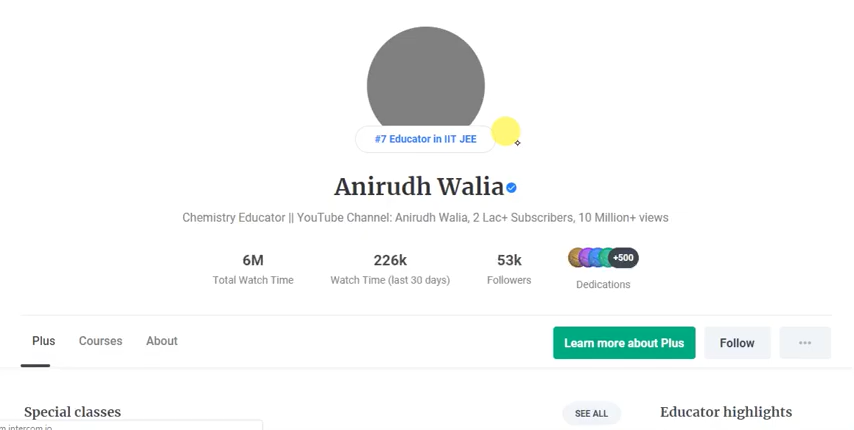 #7 Educator in IIT JEE
Anirudh Walia
Chemistry Educator || YouTube Channel: Anirudh Walia, 2 Lac+ Subscribers, 10 Million+ views
6M 226k 53k +500
Total Watch Time Watch Time (last 30 days) Followers Dedications
Plus Courses About Learn more about Plus Follow
Special classes SEE ALL Educator highlights
m.intercom.io